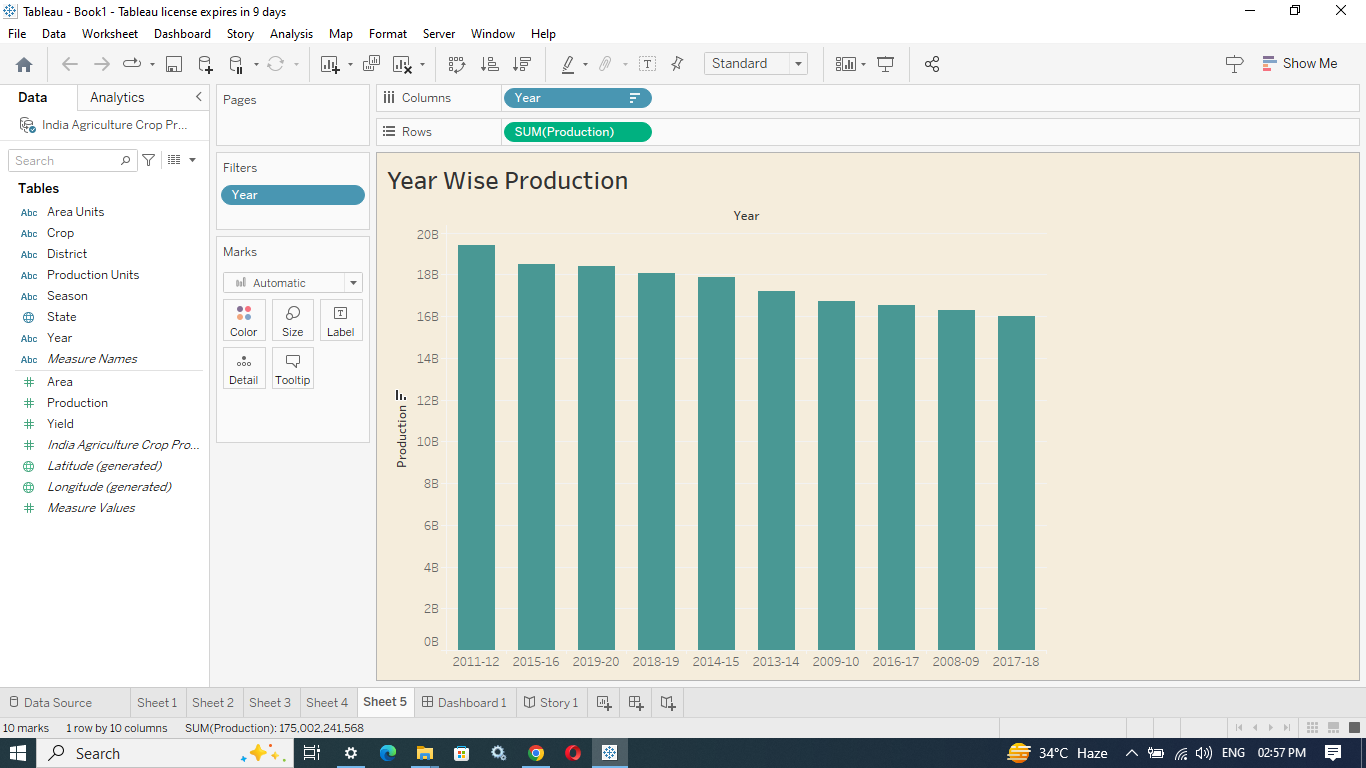 Tableau - Book1 - Tableau license expires in 9 days
File Data Worksheet Dashboard Story Analysis Map Format Server Window Help
Standard
Show Me
Data Analytics
India Agriculture Crop Pr...
Search
Tables
Abc Area Units
Abc Crop
Abc District
Abc Production Units
Abc Season
State
Abc Year
Abc Measure Names
# Area
# Production
# Yield
# India Agriculture Crop Pro...
Latitude (generated)
Longitude (generated)
# Measure Values
Pages
Filters
Year
Marks
Automatic
Color Size Label
Detail Tooltip
Columns Year
Rows SUM(Production)
Year Wise Production
Year
Production
20B
18B
16B
14B
12B
10B
8B
6B
4B
2B
0B
2011-12 2015-16 2019-20 2018-19 2014-15 2013-14 2009-10 2016-17 2008-09 2017-18
Data Source Sheet 1 Sheet 2 Sheet 3 Sheet 4 Sheet 5 Dashboard 1 Story 1
10 marks 1 row by 10 columns SUM(Production): 175,002,241,568
Search 34°C Haze ENG 02:57 PM